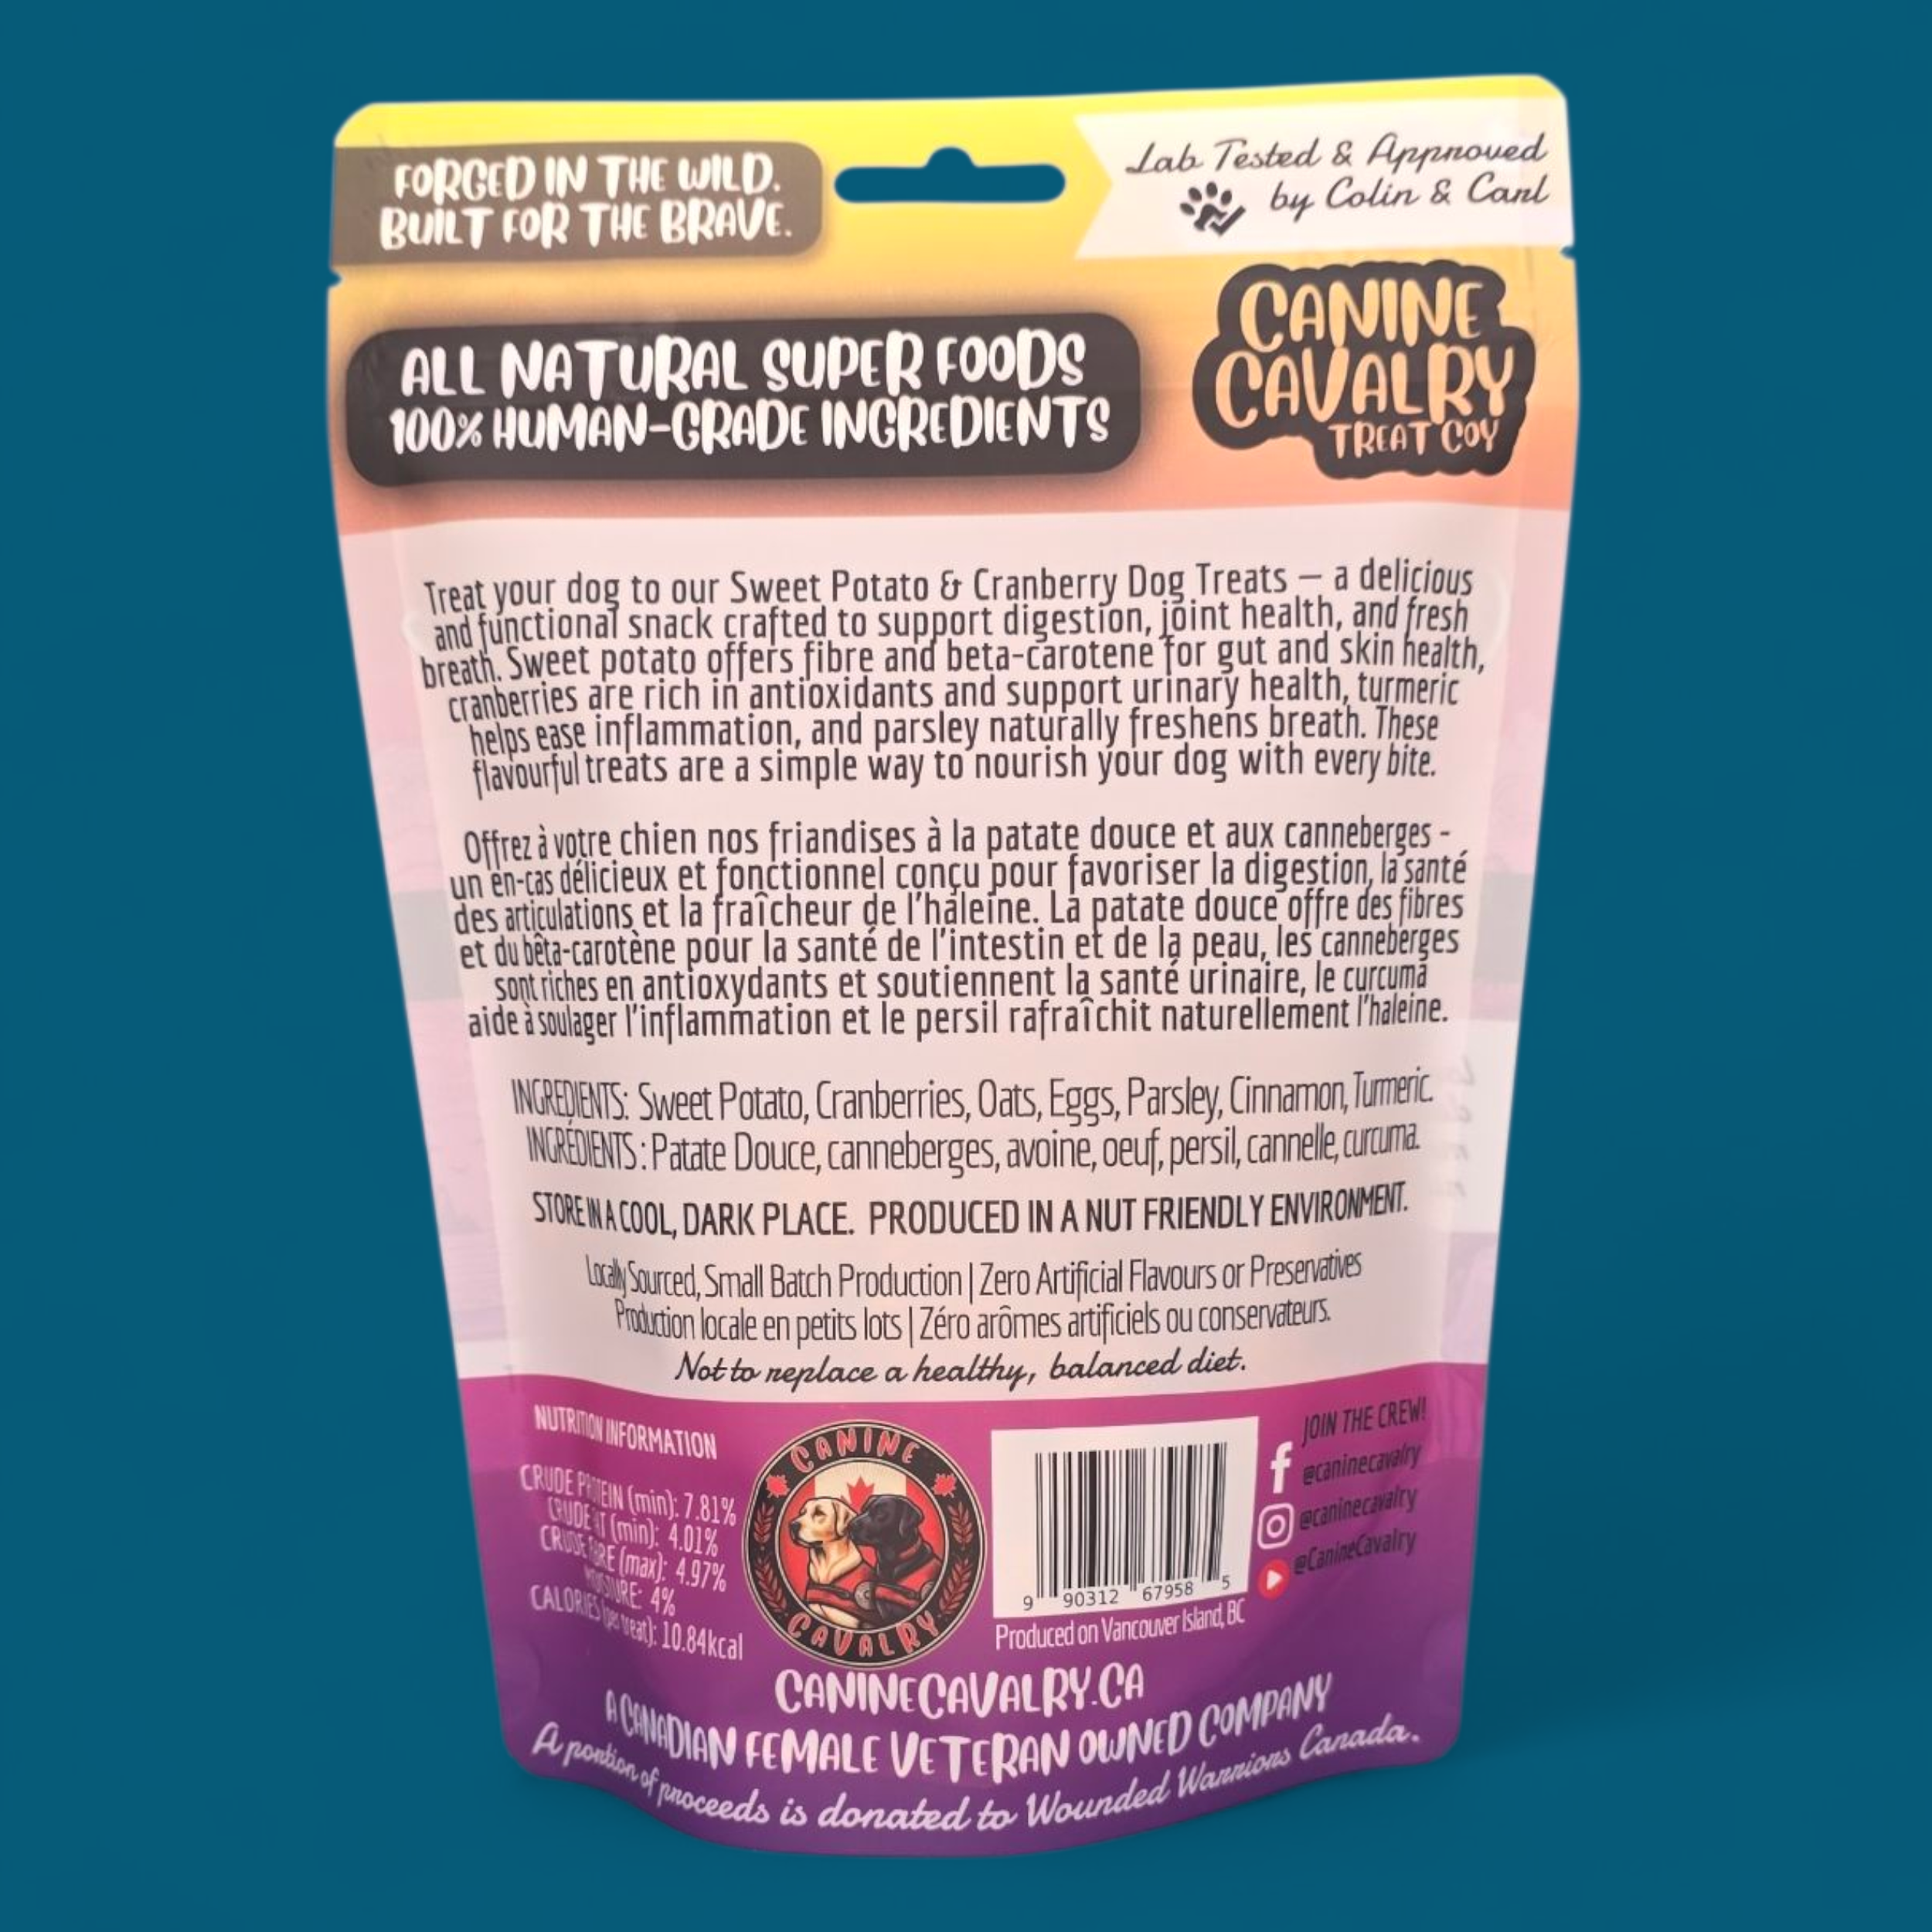 FORGED IN THE WILD.
BUILT FOR THE BRAVE.
Lab Tested & Approved
by Colin & Carl
ALL NATURAL SUPER FOODS
100% HUMAN-GRADE INGREDIENTS
CANINE
CAVALRY
TREAT COY
Treat your dog to our Sweet Potato & Cranberry Dog Treats – a delicious
and functional snack crafted to support digestion, joint health, and fresh
breath. Sweet potato offers fibre and beta-carotene for gut and skin health,
cranberries are rich in antioxidants and support urinary health, turmeric
helps ease inflammation, and parsley naturally freshens breath. These
flavourful treats are a simple way to nourish your dog with every bite.
Offrez à votre chien nos friandises à la patate douce et aux canneberges -
un en-cas délicieux et fonctionnel conçu pour favoriser la digestion, la santé
des articulations et la fraîcheur de l'haleine. La patate douce offre des fibres
et du bêta-carotène pour la santé de l'intestin et de la peau, les canneberges
sont riches en antioxydants et soutiennent la santé urinaire, le curcuma
aide à soulager l'inflammation et le persil rafraîchit naturellement l'haleine.
INGREDIENTS: Sweet Potato, Cranberries, Oats, Eggs, Parsley, Cinnamon, Turmeric.
INGRÉDIENTS : Patate Douce, canneberges, avoine, oeuf, persil, cannelle, curcuma.
STORE IN A COOL, DARK PLACE. PRODUCED IN A NUT FRIENDLY ENVIRONMENT.
Locally Sourced, Small Batch Production | Zero Artificial Flavours or Preservatives
Production locale en petits lots | Zéro arômes artificiels ou conservateurs.
Not to replace a healthy, balanced diet.
NUTRITION INFORMATION
CRUDE PROTEIN (min): 7.81%
CRUDE FAT (min): 4.01%
CRUDE FIBRE (max): 4.97%
MOISTURE: 4%
CALORIES (per treat): 10.84kcal
CANINE
CAVALRY
9 90312 67958 5
Produced on Vancouver Island, BC
JOIN THE CREW!
@caninecavalry
@caninecavalry
@CanineCavalry
CANINECAVALRY.CA
A CANADIAN FEMALE VETERAN OWNED COMPANY
A portion of proceeds is donated to Wounded Warriors Canada.